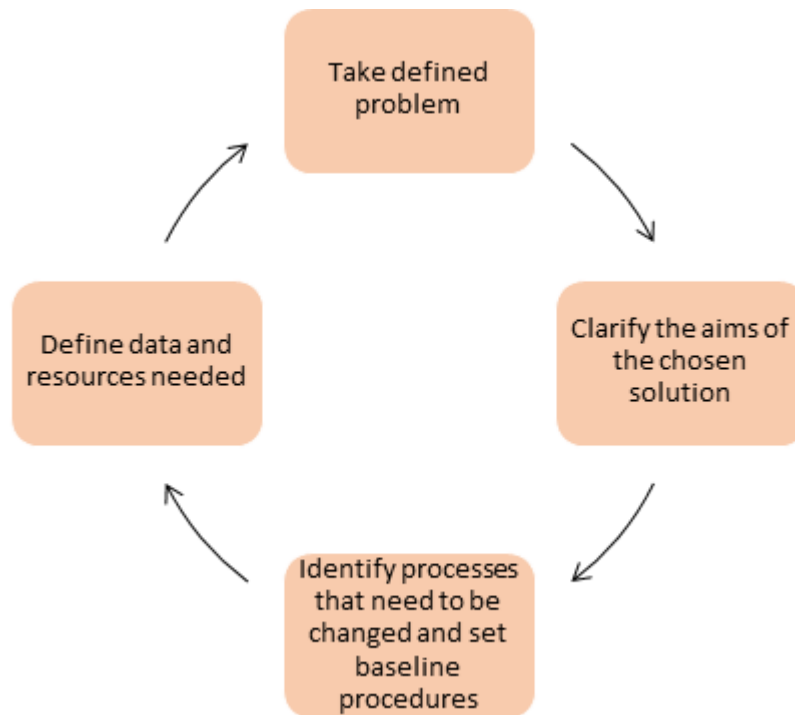 Take defined
problem
Clarify the aims of
the chosen
solution
Identify processes
that need to be
changed and set
baseline
procedures
Define data and
resources needed